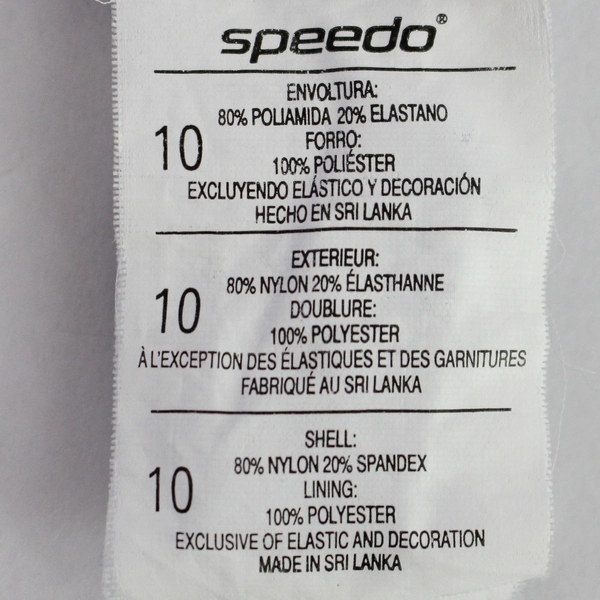 speedo®
ENVOLTURA:
80% POLIAMIDA 20% ELASTANO
10
FORRO:
100% POLIÉSTER
EXCLUYENDO ELÁSTICO Y DECORACIÓN
HECHO EN SRI LANKA
EXTERIEUR:
80% NYLON 20% ÉLASTHANNE
10
DOUBLURE:
100% POLYESTER
À L'EXCEPTION DES ÉLASTIQUES ET DES GARNITURES
FABRIQUÉ AU SRI LANKA
SHELL:
80% NYLON 20% SPANDEX
10
LINING:
100% POLYESTER
EXCLUSIVE OF ELASTIC AND DECORATION
MADE IN SRI LANKA